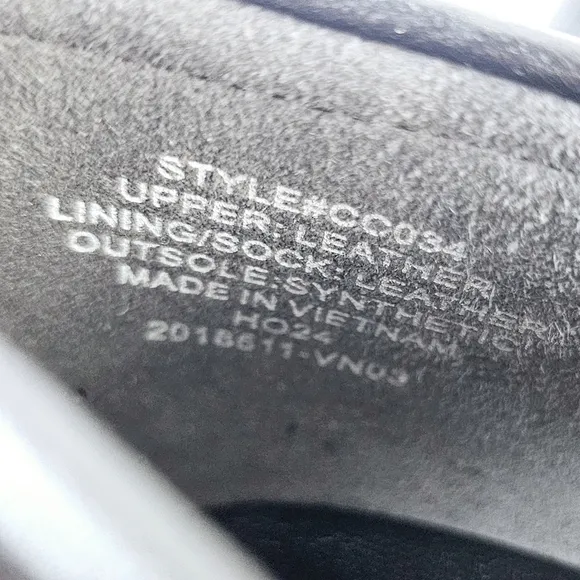 STYLE#CC034
UPPER: LEATHER
LINING/SOCK: LEATHER
OUTSOLE:SYNTHETIC
MADE IN VIETNAM
HO24
2018611-VN03